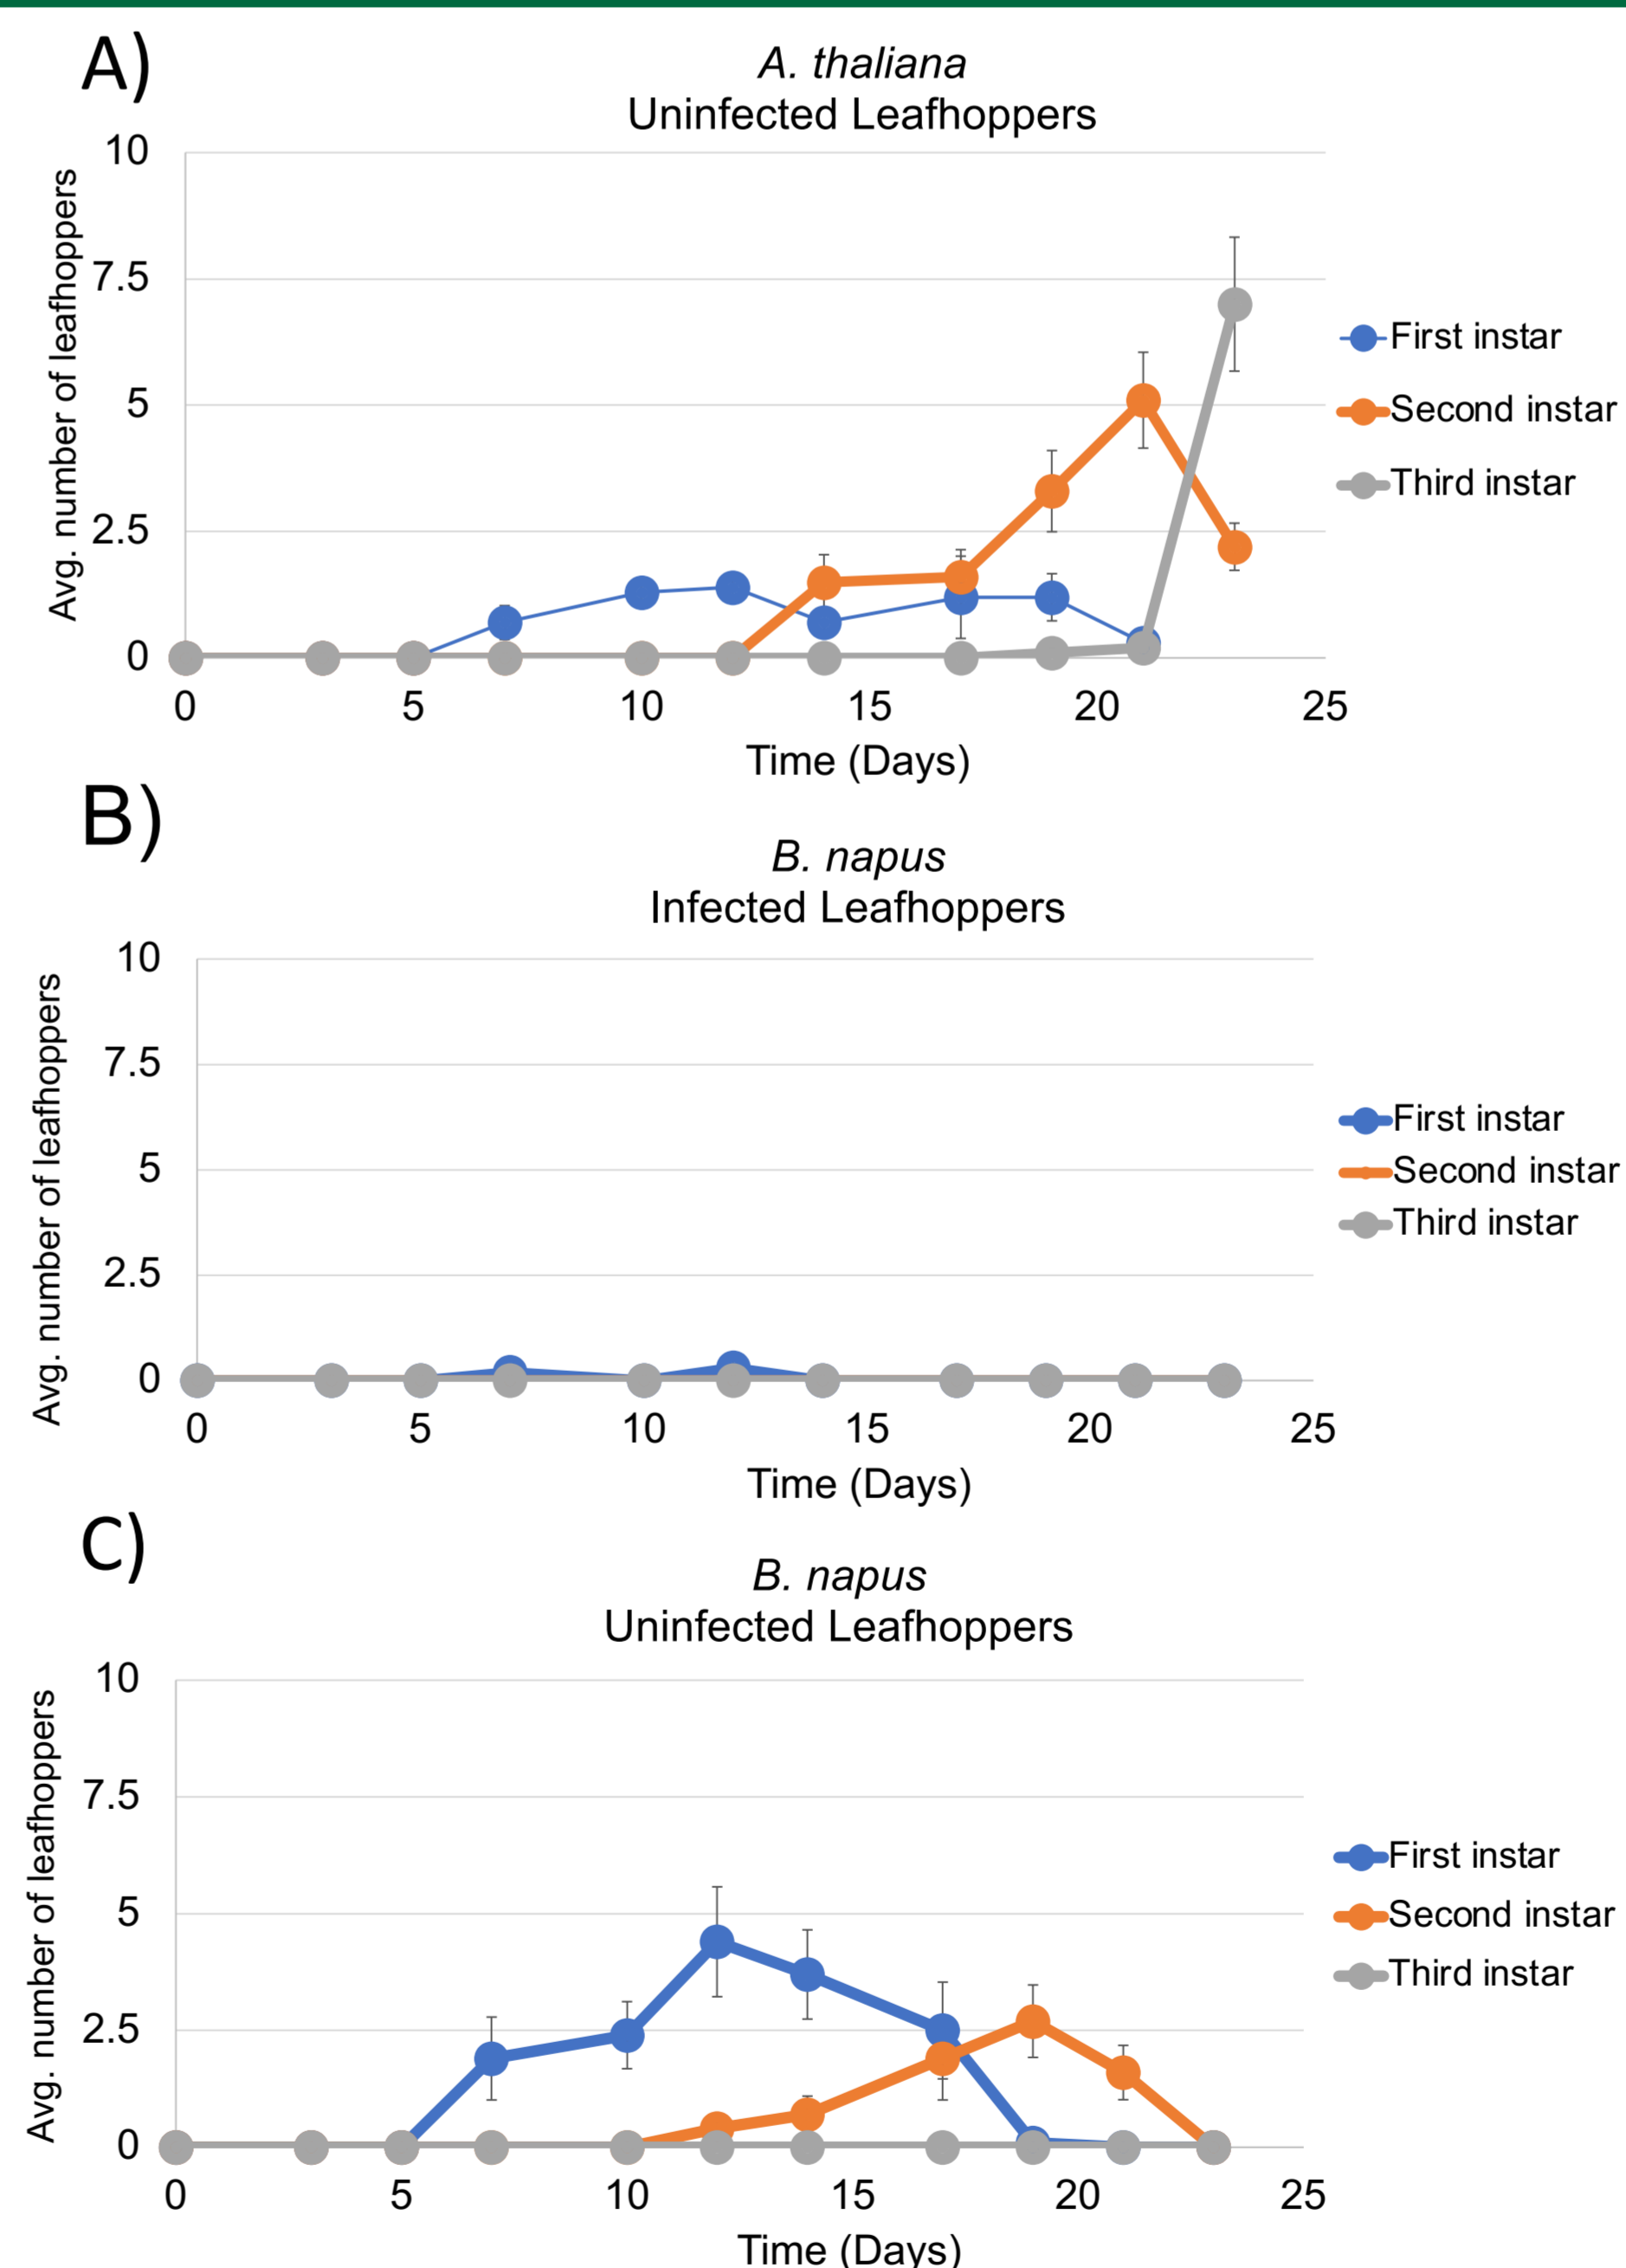 A)
A. thaliana
Uninfected Leafhoppers
Avg. number of leafhoppers
10
7.5
5
2.5
0
0 5 10 15 20 25
Time (Days)
First instar
Second instar
Third instar
B)
B. napus
Infected Leafhoppers
Avg. number of leafhoppers
10
7.5
5
2.5
0
0 5 10 15 20 25
Time (Days)
First instar
Second instar
Third instar
C)
B. napus
Uninfected Leafhoppers
Avg. number of leafhoppers
10
7.5
5
2.5
0
0 5 10 15 20 25
Time (Days)
First instar
Second instar
Third instar